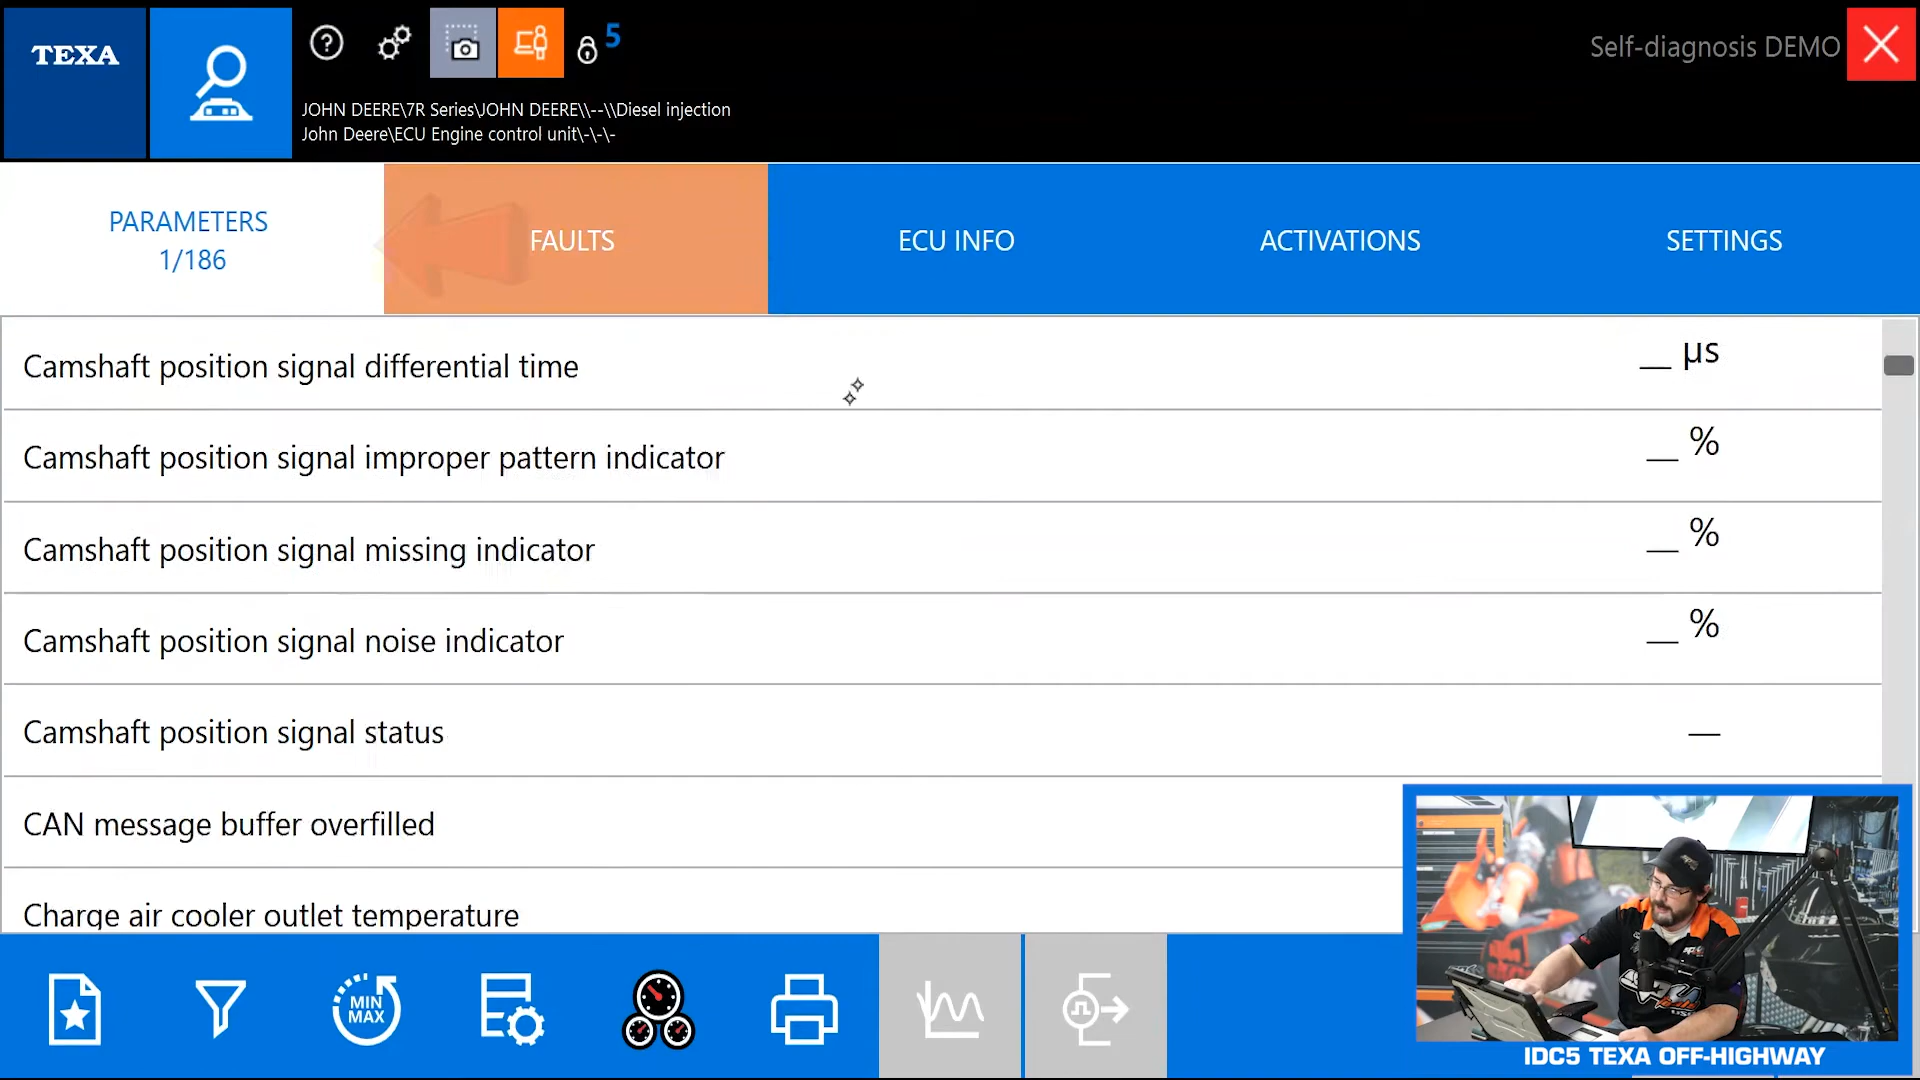 TEXA
5
Self-diagnosis DEMO
JOHN DEERE\7R Series\JOHN DEERE\\--\\Diesel injection
John Deere\ECU Engine control unit\-\-\-
PARAMETERS
1/186
FAULTS
ECU INFO
ACTIVATIONS
SETTINGS
Camshaft position signal differential time
__ µs
Camshaft position signal improper pattern indicator
__ %
Camshaft position signal missing indicator
__ %
Camshaft position signal noise indicator
__ %
Camshaft position signal status
__
CAN message buffer overfilled
Charge air cooler outlet temperature
MIN
MAX
IDC5 TEXA OFF-HIGHWAY